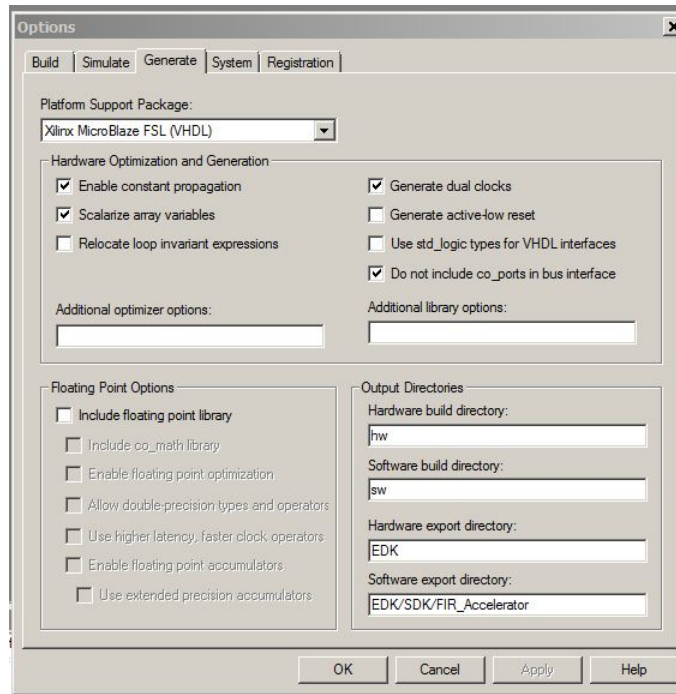 Options
Build Simulate Generate System Registration
Platform Support Package:
Xilinx MicroBlaze FSL (VHDL)
Hardware Optimization and Generation
Enable constant propagation
Scalarize array variables
Relocate loop invariant expressions
Generate dual clocks
Generate active-low reset
Use std_logic types for VHDL interfaces
Do not include co_ports in bus interface
Additional optimizer options:
Additional library options:
Floating Point Options
Include floating point library
Include co_math library
Enable floating point optimization
Allow double-precision types and operators
Use higher latency, faster clock operators
Enable floating point accumulators
Use extended precision accumulators
Output Directories
Hardware build directory:
hw
Software build directory:
sw
Hardware export directory:
EDK
Software export directory:
EDK/SDK/FIR_Accelerator
OK Cancel Apply Help